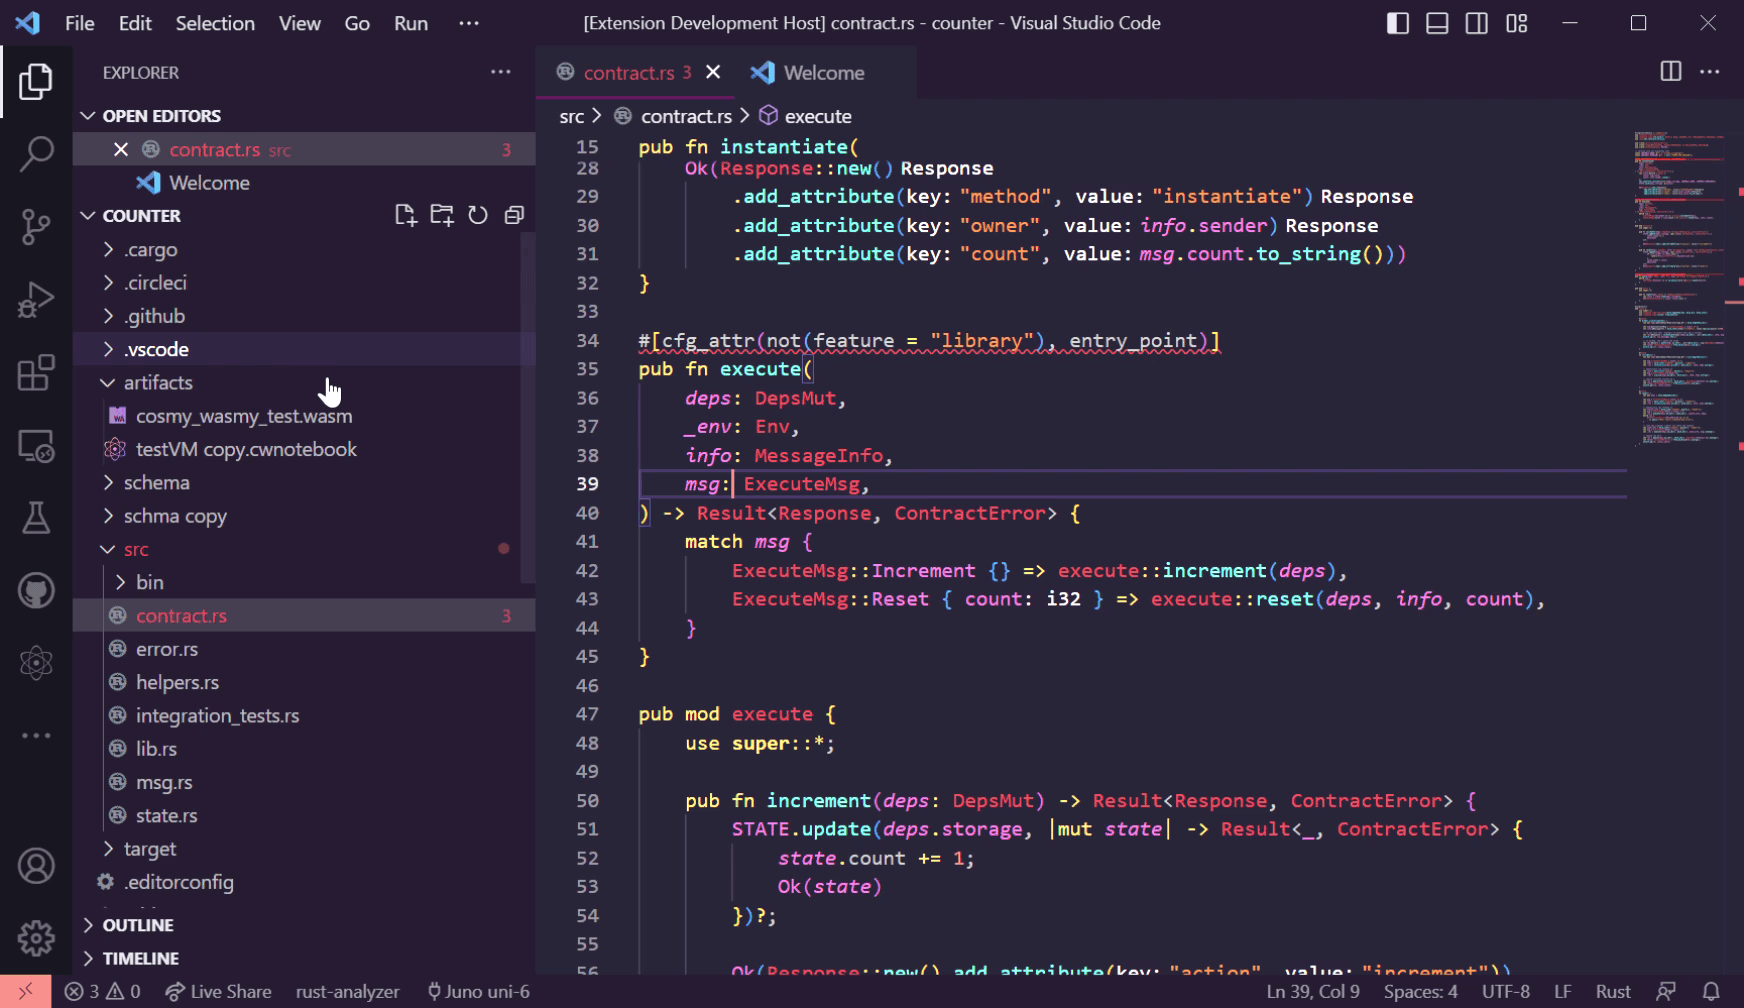 File Edit Selection View Go Run ··· [Extension Development Host] contract.rs - counter - Visual Studio Code
EXPLORER
OPEN EDITORS
contract.rs src 3
Welcome
COUNTER
.cargo
.circleci
.github
.vscode
artifacts
cosmy_wasmy_test.wasm
testVM copy.cwnotebook
schema
schma copy
src
bin
contract.rs 3
error.rs
helpers.rs
integration_tests.rs
lib.rs
msg.rs
state.rs
target
.editorconfig
OUTLINE
TIMELINE
contract.rs 3 Welcome
src > contract.rs > execute
15 pub fn instantiate(
28 Ok(Response::new() Response
29 .add_attribute(key: "method", value: "instantiate") Response
30 .add_attribute(key: "owner", value: info.sender) Response
31 .add_attribute(key: "count", value: msg.count.to_string()))
32 }
33
34 #[cfg_attr(not(feature = "library"), entry_point)]
35 pub fn execute(
36 deps: DepsMut,
37 _env: Env,
38 info: MessageInfo,
39 msg: ExecuteMsg,
40 ) -> Result<Response, ContractError> {
41 match msg {
42 ExecuteMsg::Increment {} => execute::increment(deps),
43 ExecuteMsg::Reset { count: i32 } => execute::reset(deps, info, count),
44 }
45 }
46
47 pub mod execute {
48 use super::*;
49
50 pub fn increment(deps: DepsMut) -> Result<Response, ContractError> {
51 STATE.update(deps.storage, |mut state| -> Result<_, ContractError> {
52 state.count += 1;
53 Ok(state)
54 })?;
55
56 Ok(Response::new().add_attribute(key: "action", value: "increment"))
3 0 Live Share rust-analyzer Juno uni-6 Ln 39, Col 9 Spaces: 4 UTF-8 LF Rust